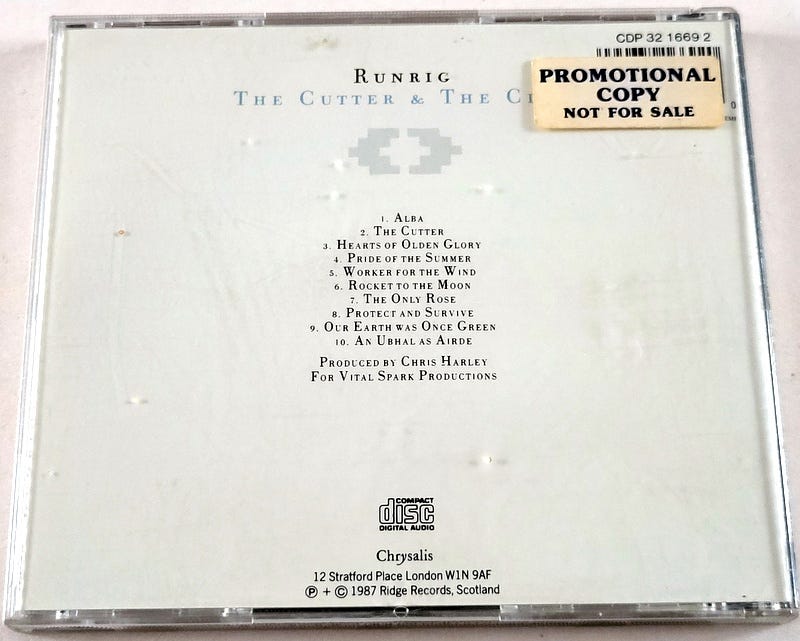 CDP 32 1669 2
PROMOTIONAL
COPY
NOT FOR SALE
RUNRIG
THE CUTTER & THE
1. ALBA
2. THE CUTTER
3. HEARTS OF OLDEN GLORY
4. PRIDE OF THE SUMMER
5. WORKER FOR THE WIND
6. ROCKET TO THE MOON
7. THE ONLY ROSE
8. PROTECT AND SURVIVE
9. OUR EARTH WAS ONCE GREEN
10. AN UBHAL AS AIRDE
PRODUCED BY CHRIS HARLEY
FOR VITAL SPARK PRODUCTIONS
COMPACT
disc
DIGITAL AUDIO
Chrysalis
12 Stratford Place London W1N 9AF
℗ + © 1987 Ridge Records, Scotland